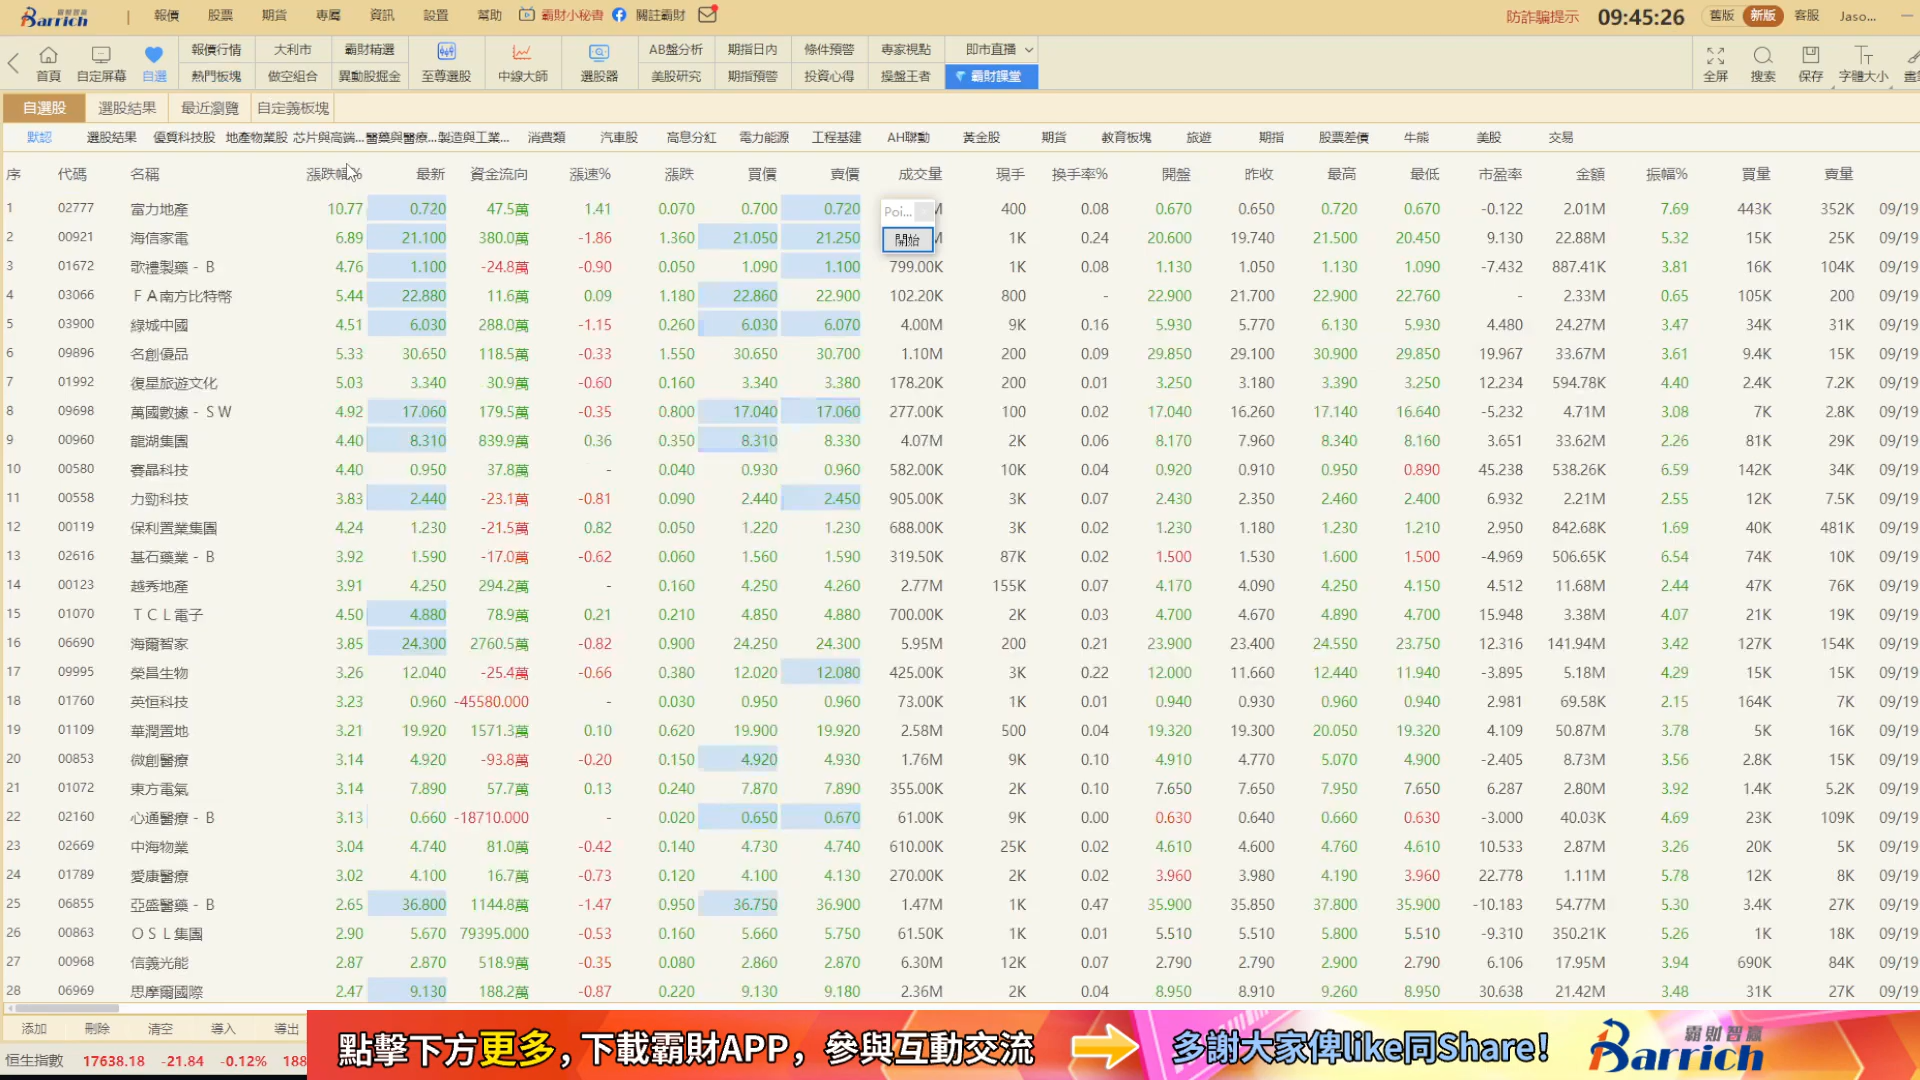 霸財智贏 Barrich | 報價 股票 期貨 專屬 資訊 設置 幫助 霸財小秘書 關註霸財 防詐騙提示 09:45:26 舊版 新版 客服 Jaso...
首頁 自定屏幕 自選 報價行情 大利市 霸財精選 至尊選股 中線大師 選股器 AB盤分析 期指日內 條件預警 專家視點 即市直播 全屏 搜索 保存 字體大小
熱門板塊 做空組合 異動股掘金 美股研究 期指預警 投資心得 操盤王者 霸財課堂
自選股 選股結果 最近瀏覽 自定義板塊
默認 選股結果 優質科技股 地產物業股 芯片與高端... 醫藥與醫療... 製造與工業... 消費類 汽車股 高息分紅 電力能源 工程基建 AH聯動 黃金股 期貨 教育板塊 旅遊 期指 股票差價 牛熊 美股 交易
序 代碼 名稱 漲跌幅% 最新 資金流向 漲速% 漲跌 買價 賣價 成交量 現手 换手率% 開盤 昨收 最高 最低 市盈率 金額 振幅% 買量 賣量
Poi...
開始
1 02777 富力地產 10.77 0.720 47.5萬 1.41 0.070 0.700 0.720 M 400 0.08 0.670 0.650 0.720 0.670 -0.122 2.01M 7.69 443K 352K 09/19
2 00921 海信家電 6.89 21.100 380.0萬 -1.86 1.360 21.050 21.250 M 1K 0.24 20.600 19.740 21.500 20.450 9.130 22.88M 5.32 15K 25K 09/19
3 01672 歌禮製藥－B 4.76 1.100 -24.8萬 -0.90 0.050 1.090 1.100 799.00K 1K 0.08 1.130 1.050 1.130 1.090 -7.432 887.41K 3.81 16K 104K 09/19
4 03066 ＦＡ南方比特幣 5.44 22.880 11.6萬 0.09 1.180 22.860 22.900 102.20K 800 - 22.900 21.700 22.900 22.760 - 2.33M 0.65 105K 200 09/19
5 03900 綠城中國 4.51 6.030 288.0萬 -1.15 0.260 6.030 6.070 4.00M 9K 0.16 5.930 5.770 6.130 5.930 4.480 24.27M 3.47 34K 31K 09/19
6 09896 名創優品 5.33 30.650 118.5萬 -0.33 1.550 30.650 30.700 1.10M 200 0.09 29.850 29.100 30.900 29.850 19.967 33.67M 3.61 9.4K 15K 09/19
7 01992 復星旅遊文化 5.03 3.340 30.9萬 -0.60 0.160 3.340 3.380 178.20K 200 0.01 3.250 3.180 3.390 3.250 12.234 594.78K 4.40 2.4K 7.2K 09/19
8 09698 萬國數據－ＳＷ 4.92 17.060 179.5萬 -0.35 0.800 17.040 17.060 277.00K 100 0.02 17.040 16.260 17.140 16.640 -5.232 4.71M 3.08 7K 2.8K 09/19
9 00960 龍湖集團 4.40 8.310 839.9萬 0.36 0.350 8.310 8.330 4.07M 2K 0.06 8.170 7.960 8.340 8.160 3.651 33.62M 2.26 81K 29K 09/19
10 00580 賽晶科技 4.40 0.950 37.8萬 - 0.040 0.930 0.960 582.00K 10K 0.04 0.920 0.910 0.950 0.890 45.238 538.26K 6.59 142K 34K 09/19
11 00558 力勁科技 3.83 2.440 -23.1萬 -0.81 0.090 2.440 2.450 905.00K 3K 0.07 2.430 2.350 2.460 2.400 6.932 2.21M 2.55 12K 7.5K 09/19
12 00119 保利置業集團 4.24 1.230 -21.5萬 0.82 0.050 1.220 1.230 688.00K 3K 0.02 1.230 1.180 1.230 1.210 2.950 842.68K 1.69 40K 481K 09/19
13 02616 基石藥業－B 3.92 1.590 -17.0萬 -0.62 0.060 1.560 1.590 319.50K 87K 0.02 1.500 1.530 1.600 1.500 -4.969 506.65K 6.54 74K 10K 09/19
14 00123 越秀地產 3.91 4.250 294.2萬 - 0.160 4.250 4.260 2.77M 155K 0.07 4.170 4.090 4.250 4.150 4.512 11.68M 2.44 47K 76K 09/19
15 01070 ＴＣＬ電子 4.50 4.880 78.9萬 0.21 0.210 4.850 4.880 700.00K 2K 0.03 4.700 4.670 4.890 4.700 15.948 3.38M 4.07 21K 19K 09/19
16 06690 海爾智家 3.85 24.300 2760.5萬 -0.82 0.900 24.250 24.300 5.95M 200 0.21 23.900 23.400 24.550 23.750 12.316 141.94M 3.42 127K 154K 09/19
17 09995 榮昌生物 3.26 12.040 -25.4萬 -0.66 0.380 12.020 12.080 425.00K 3K 0.22 12.000 11.660 12.440 11.940 -3.895 5.18M 4.29 15K 15K 09/19
18 01760 英恒科技 3.23 0.960 -45580.000 - 0.030 0.950 0.960 73.00K 1K 0.01 0.940 0.930 0.960 0.940 2.981 69.58K 2.15 164K 7K 09/19
19 01109 華潤置地 3.21 19.920 1571.3萬 0.10 0.620 19.900 19.920 2.58M 500 0.04 19.320 19.300 20.050 19.320 4.109 50.87M 3.78 5K 16K 09/19
20 00853 微創醫療 3.14 4.920 -93.8萬 -0.20 0.150 4.920 4.930 1.76M 9K 0.10 4.910 4.770 5.070 4.900 -2.405 8.73M 3.56 2.8K 15K 09/19
21 01072 東方電氣 3.14 7.890 57.7萬 0.13 0.240 7.870 7.890 355.00K 2K 0.10 7.650 7.650 7.950 7.650 6.287 2.80M 3.92 1.4K 5.2K 09/19
22 02160 心通醫療－B 3.13 0.660 -18710.000 - 0.020 0.650 0.670 61.00K 9K 0.00 0.630 0.640 0.660 0.630 -3.000 40.03K 4.69 23K 109K 09/19
23 02669 中海物業 3.04 4.740 81.0萬 -0.42 0.140 4.730 4.740 610.00K 25K 0.02 4.610 4.600 4.760 4.610 10.533 2.87M 3.26 20K 5K 09/19
24 01789 愛康醫療 3.02 4.100 16.7萬 -0.73 0.120 4.100 4.130 270.00K 2K 0.02 3.960 3.980 4.190 3.960 22.778 1.11M 5.78 12K 8K 09/19
25 06855 亞盛醫藥－B 2.65 36.800 1144.8萬 -1.47 0.950 36.750 36.900 1.47M 1K 0.47 35.900 35.850 37.800 35.900 -10.183 54.77M 5.30 3.4K 27K 09/19
26 00863 ＯＳＬ集團 2.90 5.670 79395.000 -0.53 0.160 5.660 5.750 61.50K 1K 0.01 5.510 5.510 5.800 5.510 -9.310 350.21K 5.26 1K 18K 09/19
27 00968 信義光能 2.87 2.870 518.9萬 -0.35 0.080 2.860 2.870 6.30M 12K 0.07 2.790 2.790 2.900 2.790 6.106 17.95M 3.94 690K 84K 09/19
28 06969 思摩爾國際 2.47 9.130 188.2萬 -0.87 0.220 9.130 9.180 2.36M 2K 0.04 8.950 8.910 9.260 8.950 30.638 21.42M 3.48 31K 27K 09/19
添加 刪除 清空 導入 導出
恒生指數 17638.18 -21.84 -0.12% 188
點擊下方更多，下載霸財APP，參與互動交流 多謝大家俾like同Share！ 霸財智贏 Barrich